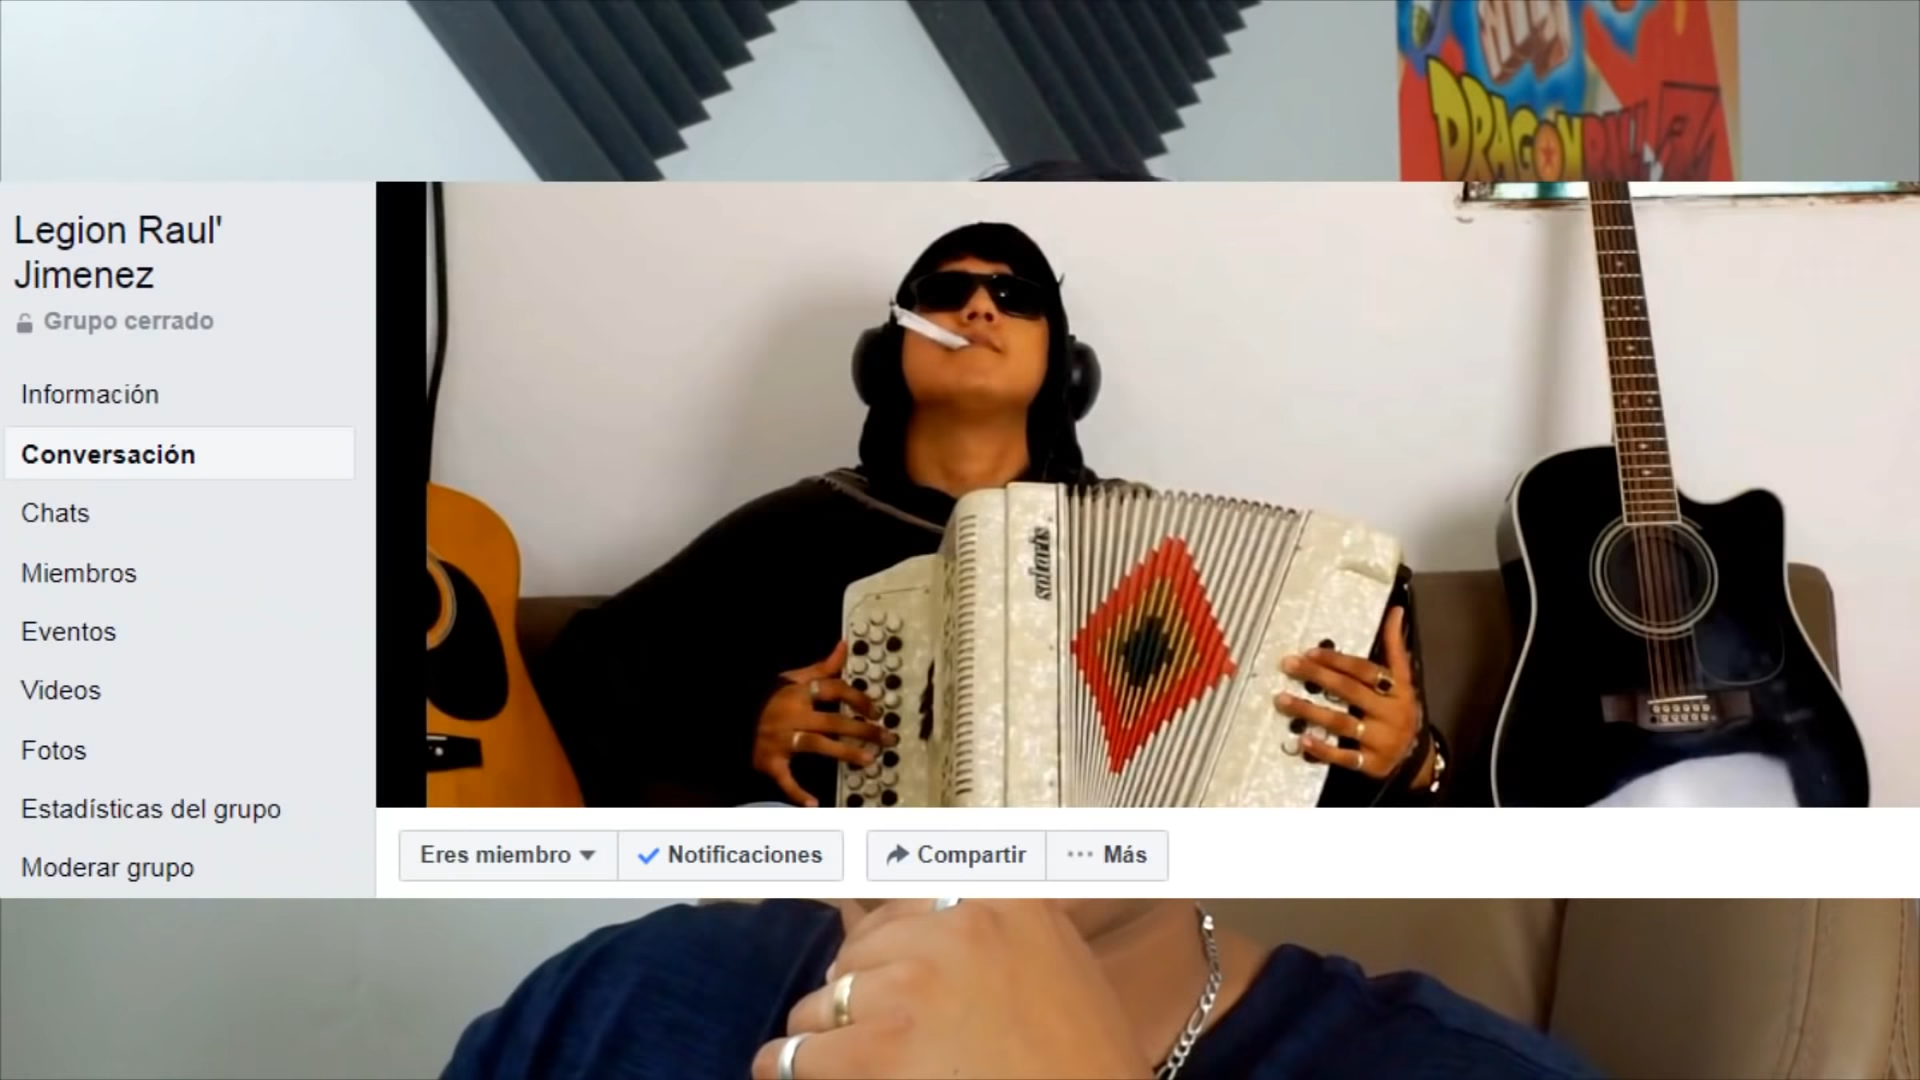 DRAGON BALL Z
Legion Raul'
Jimenez
Grupo cerrado
Información
Conversación
Chats
Miembros
Eventos
Videos
Fotos
Estadísticas del grupo
Moderar grupo
solaris
Eres miembro
Notificaciones
Compartir
Más